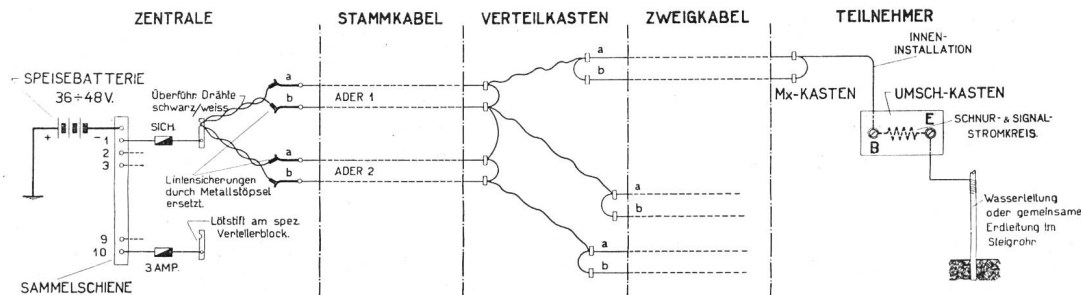 ZENTRALE
STAMMKABEL
VERTEILKASTEN
ZWEIGKABEL
TEILNEHMER
SPEISEBATTERIE
36÷48 V.
+
−
SICH.
1
2
3
9
10
3 AMP.
SAMMELSCHIENE
Überführ. Drähte
schwarz/weiss
a
b
a
b
Liniensicherungen
durch Metallstöpsel
ersetzt.
Lötstift am spez.
Verteilerblock.
ADER 1
ADER 2
a
b
a
b
a
b
INNEN-
INSTALLATION
Mx-KASTEN
UMSCH.-KASTEN
B
E
SCHNUR- & SIGNAL-
STROMKREIS.
Wasserleitung
oder gemeinsame
Erdleitung im
Steigrohr